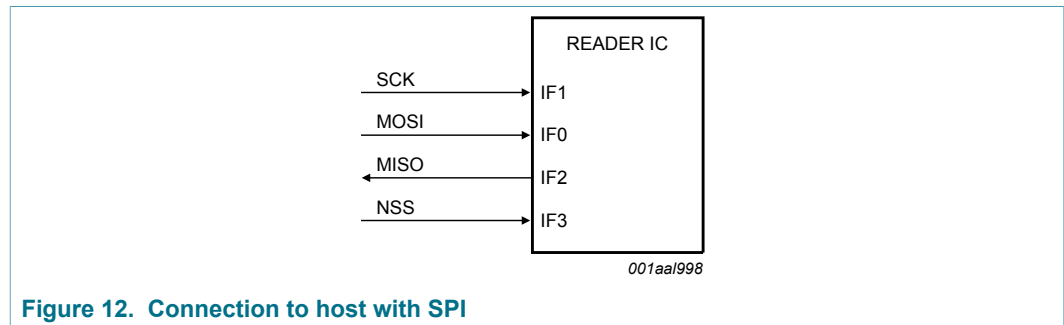 READER IC
SCK
IF1
MOSI
IF0
MISO
IF2
NSS
IF3
001aal998
Figure 12. Connection to host with SPI